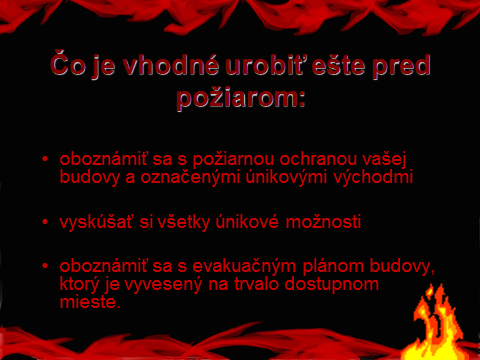 Čo je vhodné urobiť ešte pred
požiarom:
• oboznámiť sa s požiarnou ochranou vašej
budovy a označenými únikovými východmi
• vyskúšať si všetky únikové možnosti
• oboznámiť sa s evakuačným plánom budovy,
ktorý je vyvesený na trvalo dostupnom
mieste.